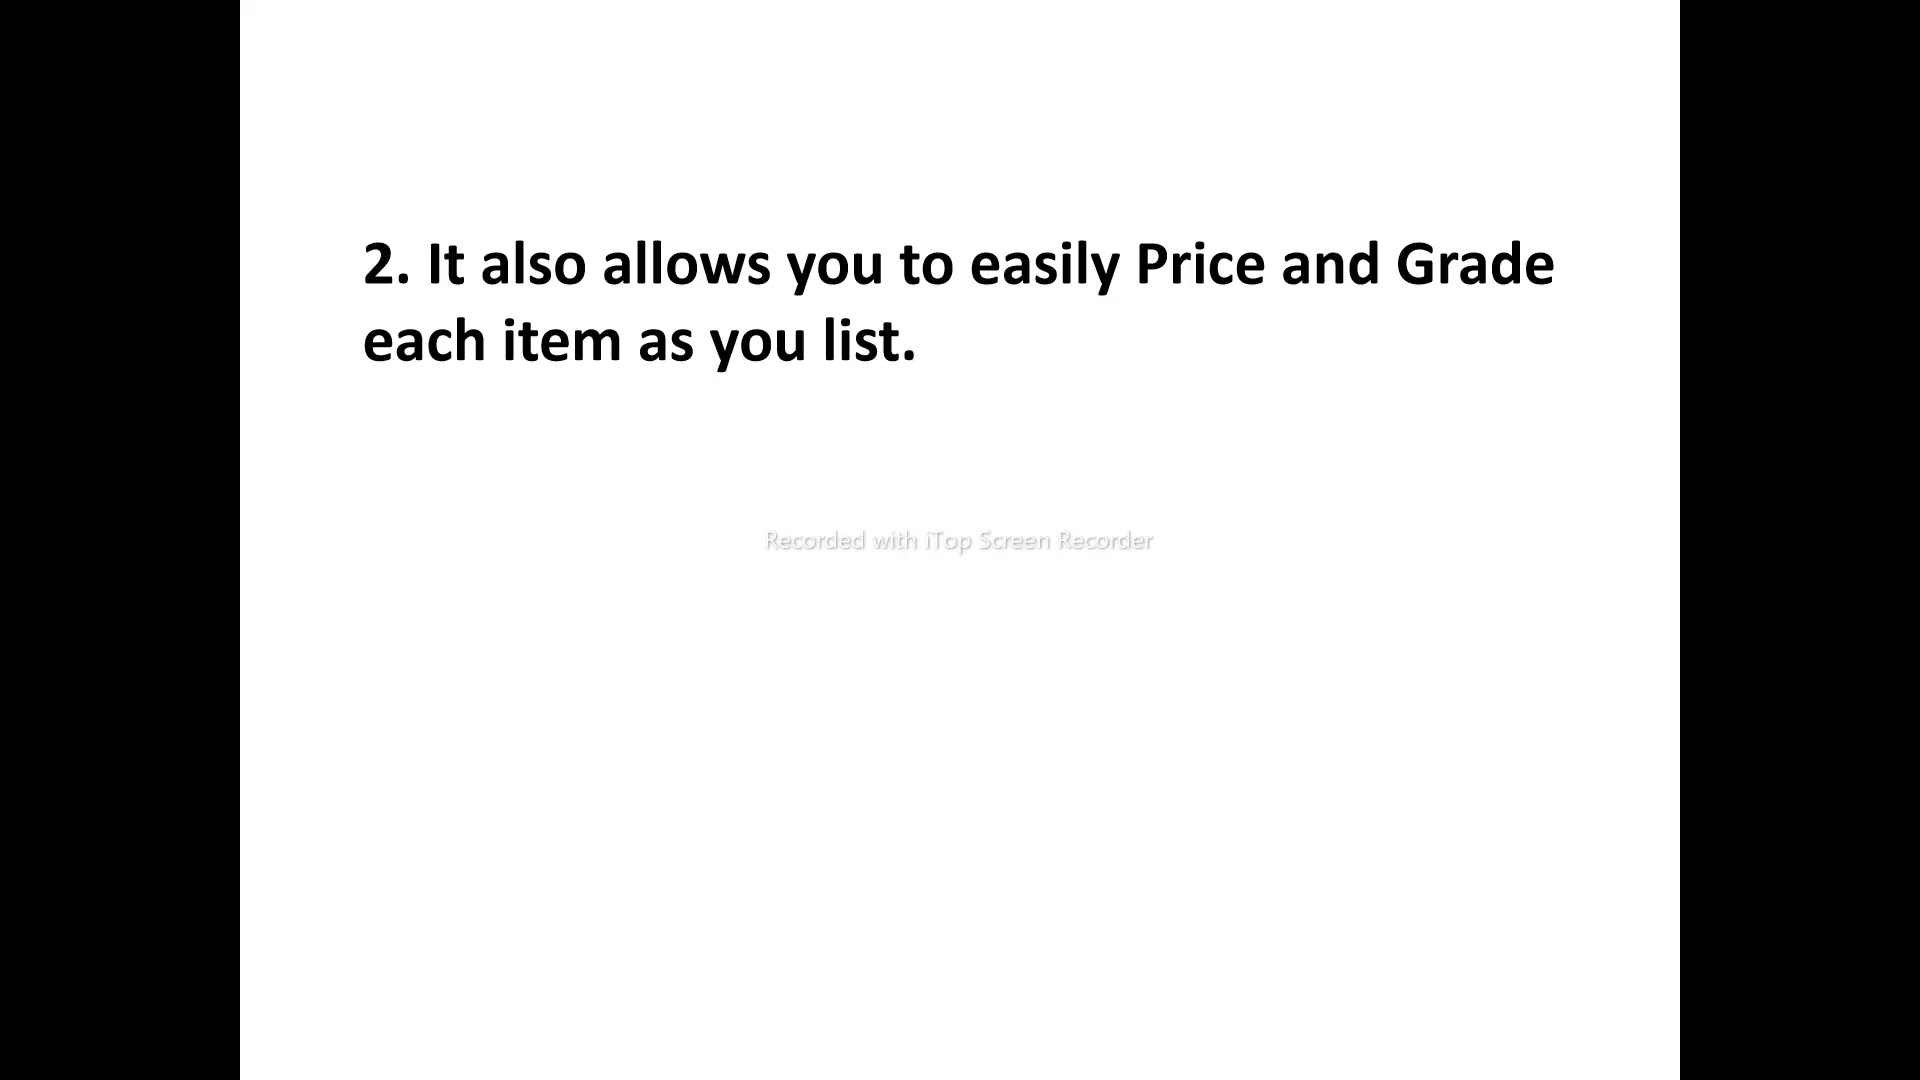 2. It also allows you to easily Price and Grade
each item as you list.
Recorded with iTop Screen Recorder